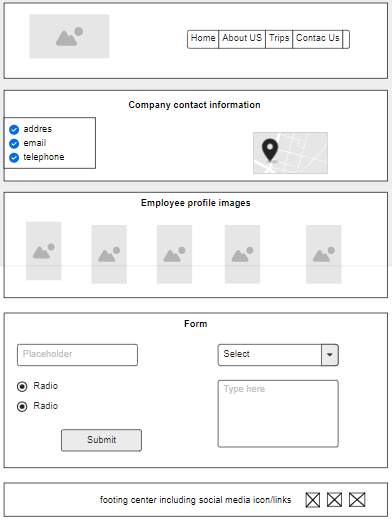 Home About US Trips Contac Us
Company contact information
addres
email
telephone
Employee profile images
Form
Placeholder
Select
Radio
Type here
Radio
Submit
footing center including social media icon/links